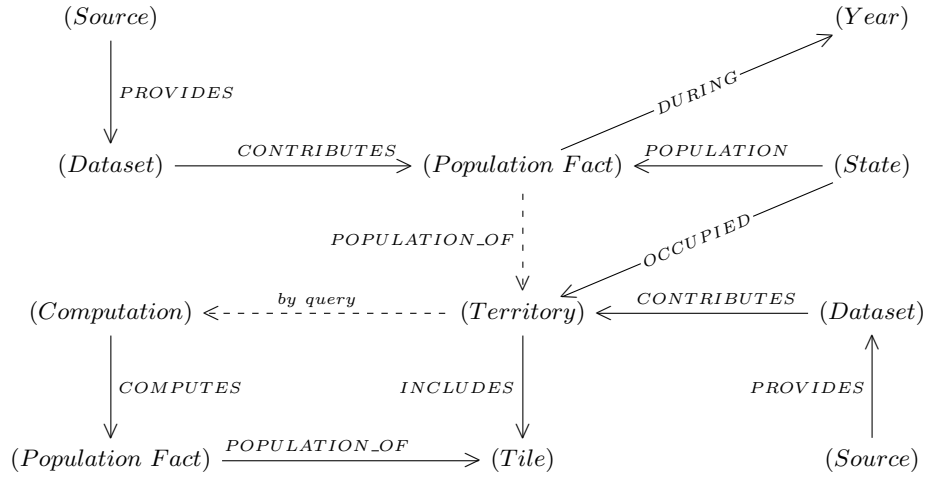 (Source) (Year)
PROVIDES
DURING
(Dataset) CONTRIBUTES (Population Fact) POPULATION (State)
POPULATION_OF
OCCUPIED
(Computation) by query (Territory) CONTRIBUTES (Dataset)
COMPUTES INCLUDES PROVIDES
(Population Fact) POPULATION_OF (Tile) (Source)